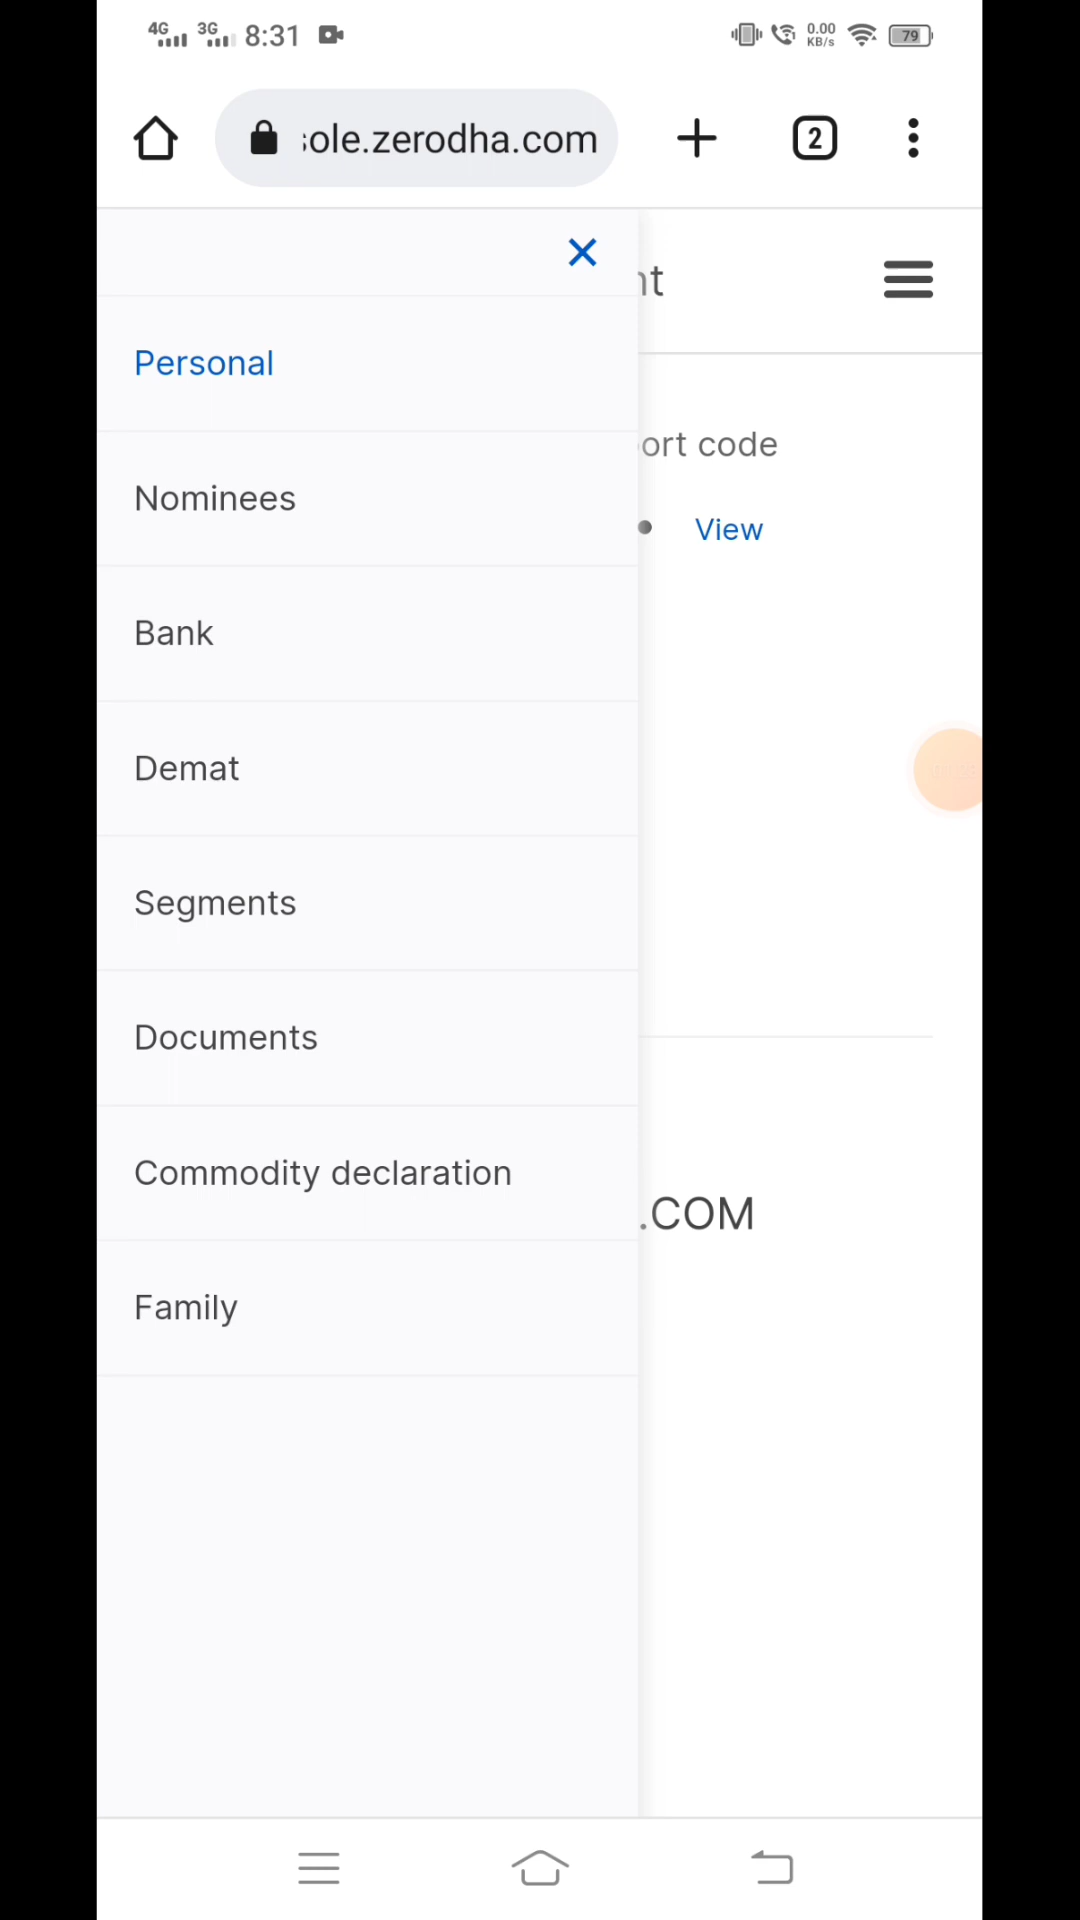 4G 3G 8:31 0.00 KB/s 79
ole.zerodha.com 2
nt
Personal
ort code
Nominees
View
Bank
Demat
Segments
Documents
Commodity declaration
.COM
Family